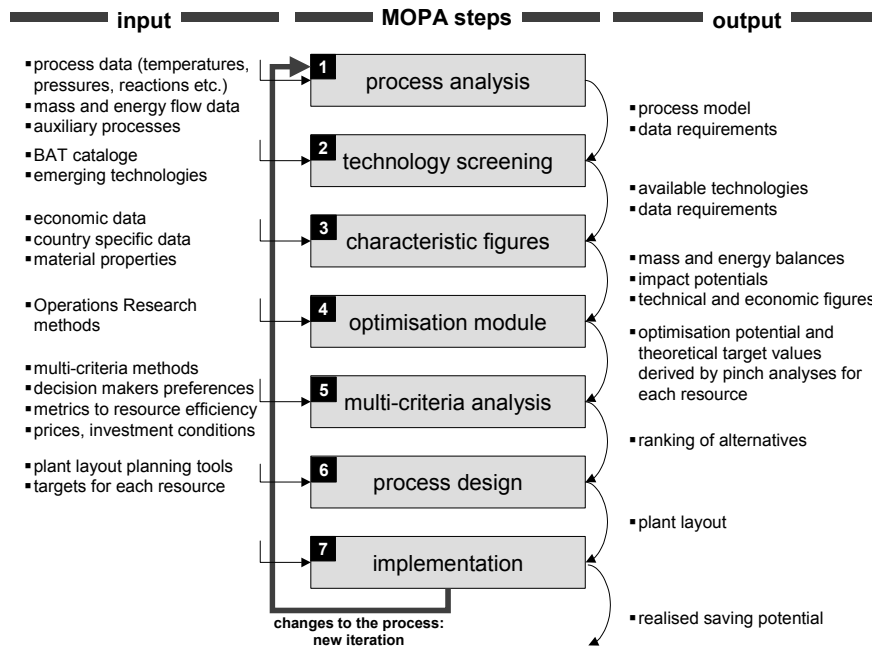 input
MOPA steps
output
▪process data (temperatures,
pressures, reactions etc.)
▪mass and energy flow data
▪auxiliary processes
1
process analysis
▪process model
▪data requirements
▪BAT cataloge
▪emerging technologies
2
technology screening
▪available technologies
▪data requirements
▪economic data
▪country specific data
▪material properties
3
characteristic figures
▪mass and energy balances
▪impact potentials
▪technical and economic figures
▪Operations Research
methods
4
optimisation module
▪optimisation potential and
theoretical target values
derived by pinch analyses for
each resource
▪multi-criteria methods
▪decision makers preferences
▪metrics to resource efficiency
▪prices, investment conditions
5
multi-criteria analysis
▪ranking of alternatives
▪plant layout planning tools
▪targets for each resource
6
process design
▪plant layout
7
implementation
changes to the process:
new iteration
▪realised saving potential